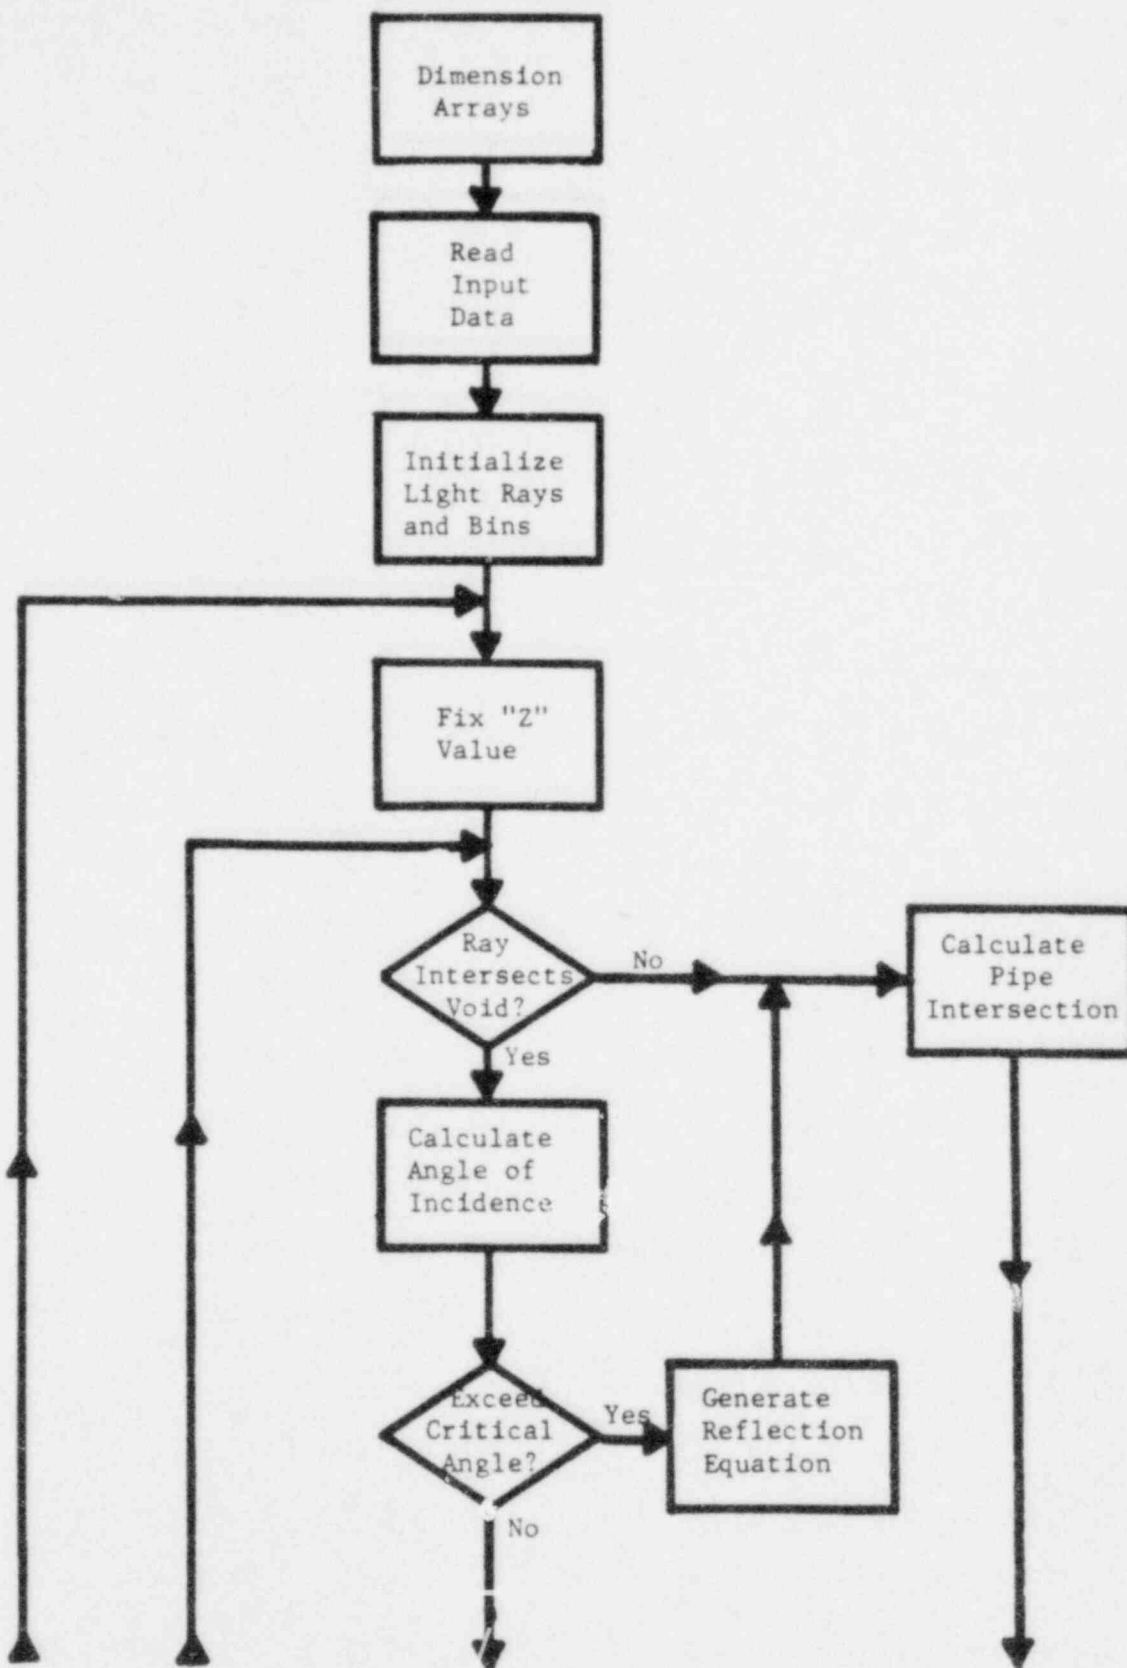 Dimension
Arrays
Read
Input
Data
Initialize
Light Rays
and Bins
Fix "Z"
Value
Ray
Intersects
Void?
No
Calculate
Pipe
Intersection
Yes
Calculate
Angle of
Incidence
Exceed
Critical
Angle?
Yes
Generate
Reflection
Equation
No